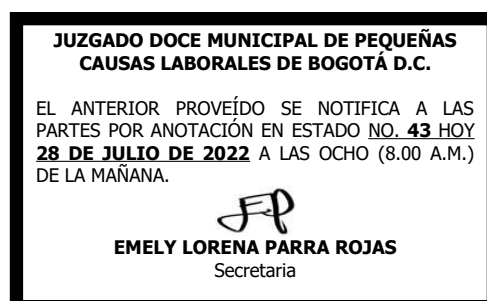 JUZGADO DOCE MUNICIPAL DE PEQUEÑAS
CAUSAS LABORALES DE BOGOTÁ D.C.
EL ANTERIOR PROVEÍDO SE NOTIFICA A LAS
PARTES POR ANOTACIÓN EN ESTADO NO. 43 HOY
28 DE JULIO DE 2022 A LAS OCHO (8.00 A.M.)
DE LA MAÑANA.
EMELY LORENA PARRA ROJAS
Secretaria